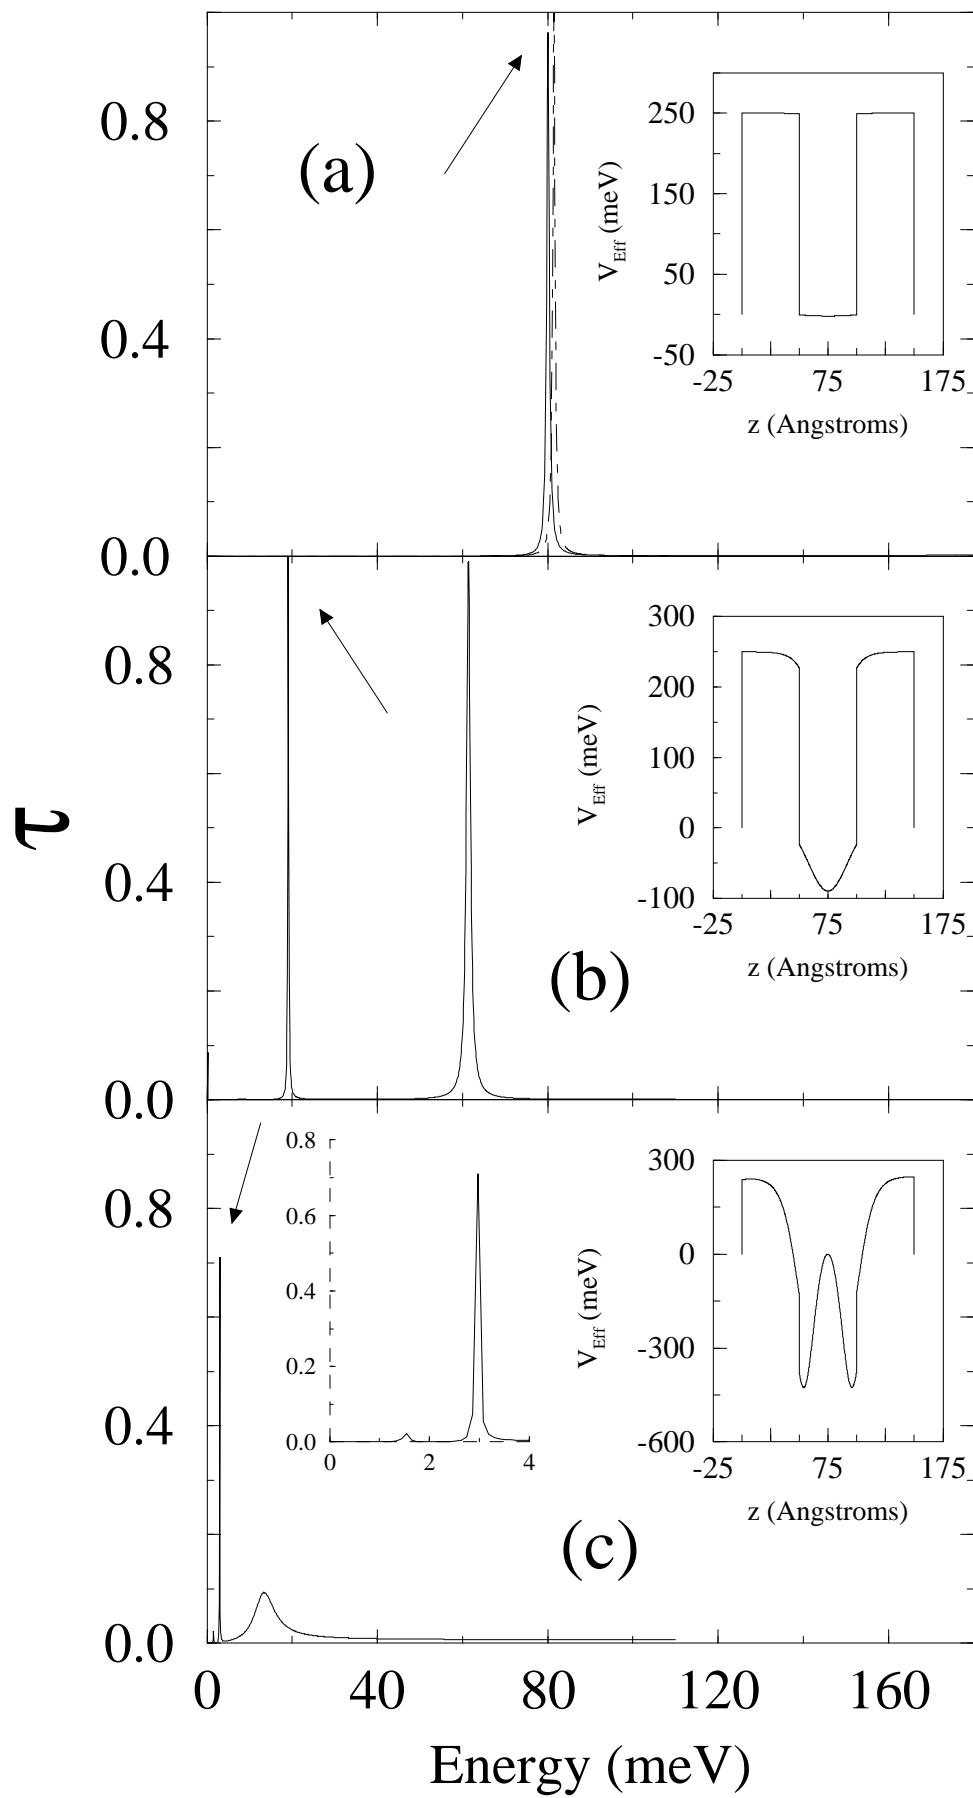 0.8
(a)
0.4
0.0
250
150
50
-50
V_Eff (meV)
-25 75 175
z (Angstroms)
0.8
0.4
0.0
(b)
300
200
100
0
-100
V_Eff (meV)
-25 75 175
z (Angstroms)
τ
0.8
0.4
0.0
0.8
0.6
0.4
0.2
0.0
0 2 4
(c)
300
0
-300
-600
V_Eff (meV)
-25 75 175
z (Angstroms)
0 40 80 120 160
Energy (meV)